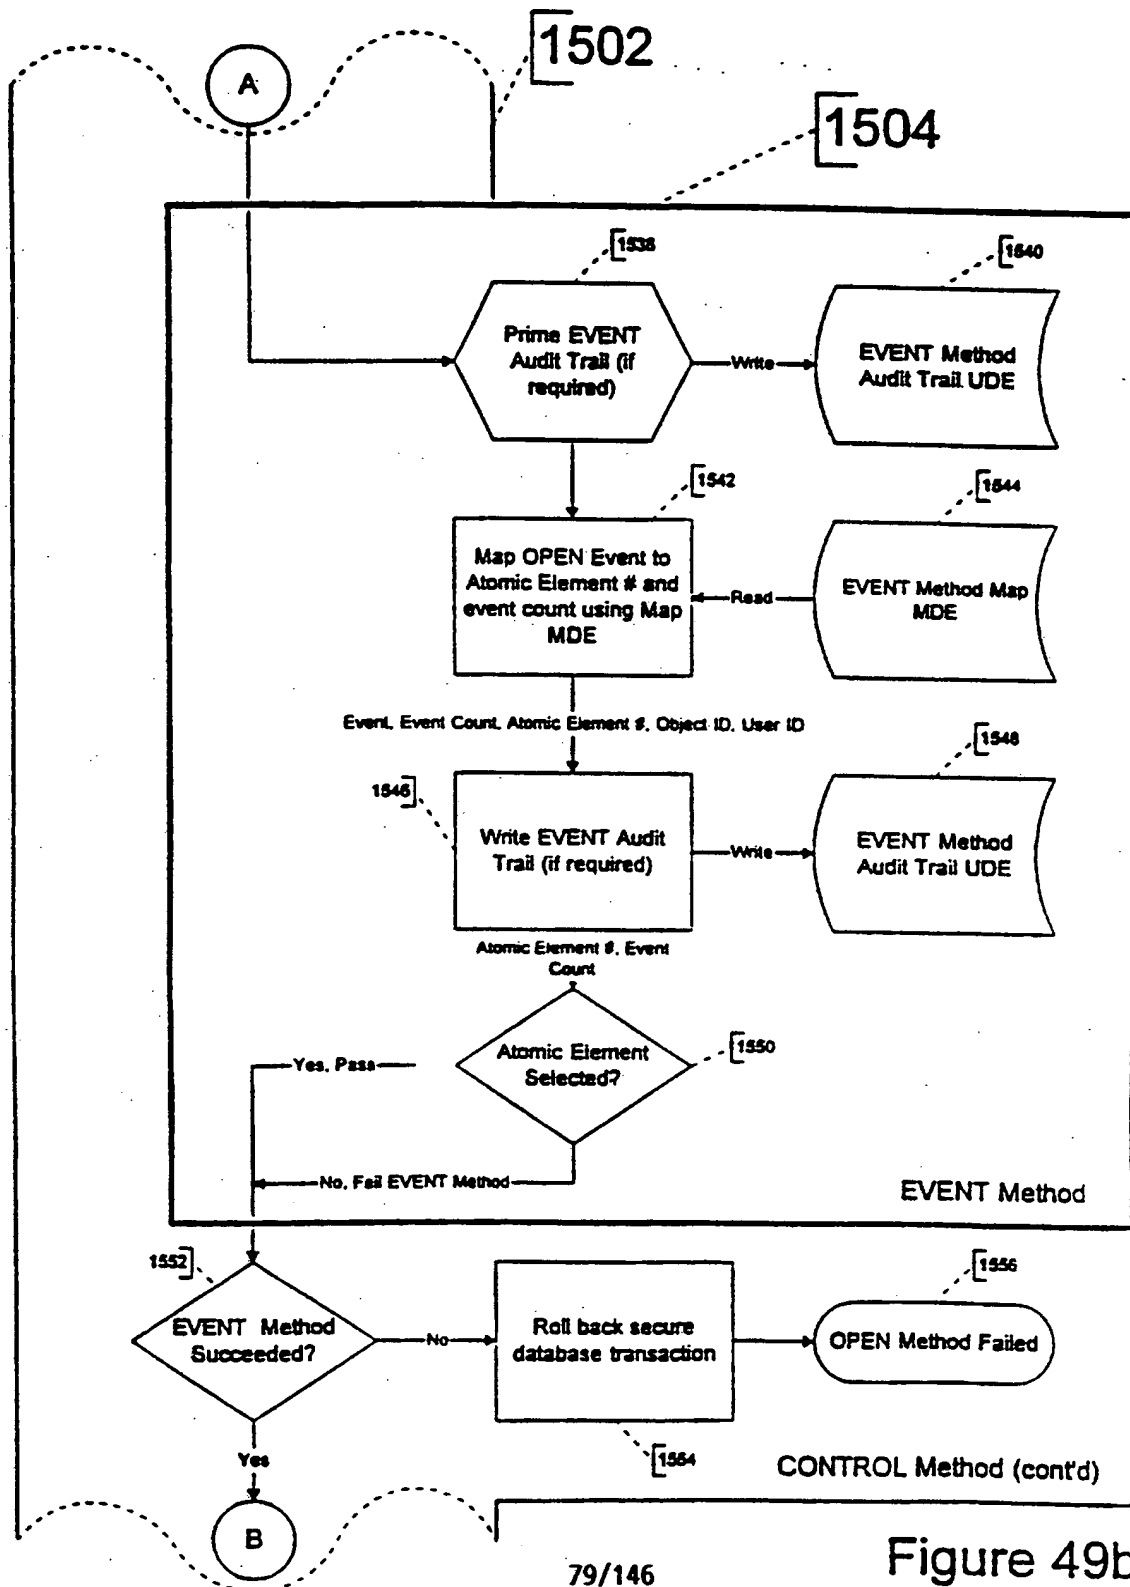 1502
A
1504
1538
1540
Prime EVENT
Audit Trail (if
required)
Write
EVENT Method
Audit Trail UDE
1542
1544
Map OPEN Event to
Atomic Element # and
event count using Map
MDE
Read
EVENT Method Map
MDE
Event, Event Count, Atomic Element #, Object ID, User ID
1546
1548
Write EVENT Audit
Trail (if required)
Write
EVENT Method
Audit Trail UDE
Atomic Element #, Event
Count
1550
Atomic Element
Selected?
Yes, Pass
No, Fail EVENT Method
EVENT Method
1552
1556
EVENT Method
Succeeded?
No
Roll back secure
database transaction
OPEN Method Failed
Yes
1554
CONTROL Method (cont'd)
B
Figure 49b
79/146